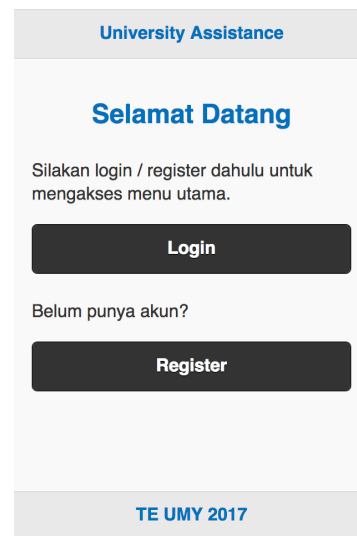 University Assistance
Selamat Datang
Silakan login / register dahulu untuk
mengakses menu utama.
Login
Belum punya akun?
Register
TE UMY 2017